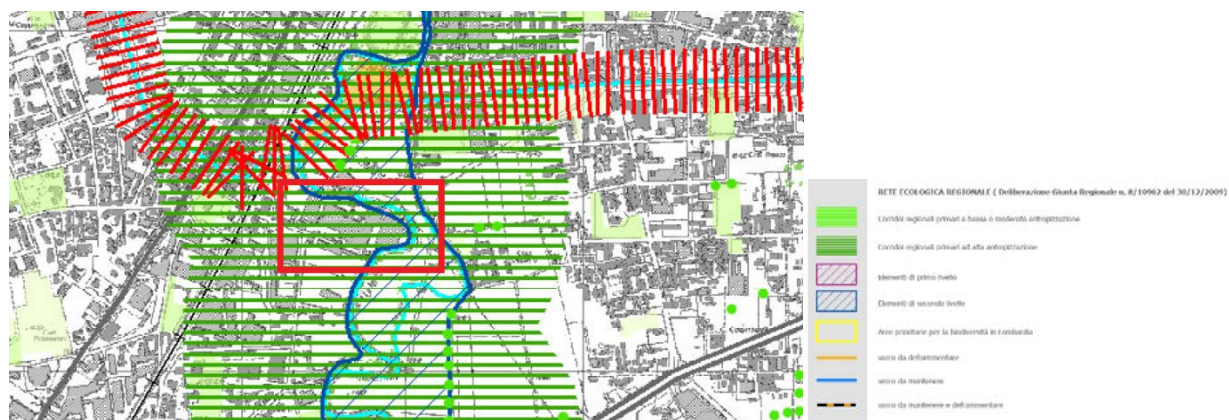 RETE ECOLOGICA REGIONALE ( Deliberazione Giunta Regionale n. 8/10962 del 30/12/2009)
Corridoi regionali primari a bassa o moderata antropizzazione
Corridoi regionali primari ad alta antropizzazione
Elementi di primo livello
Elementi di secondo livello
Aree prioritarie per la biodiversità in Lombardia
varco da deframmentare
varco da mantenere
varco da mantenere e deframmentare